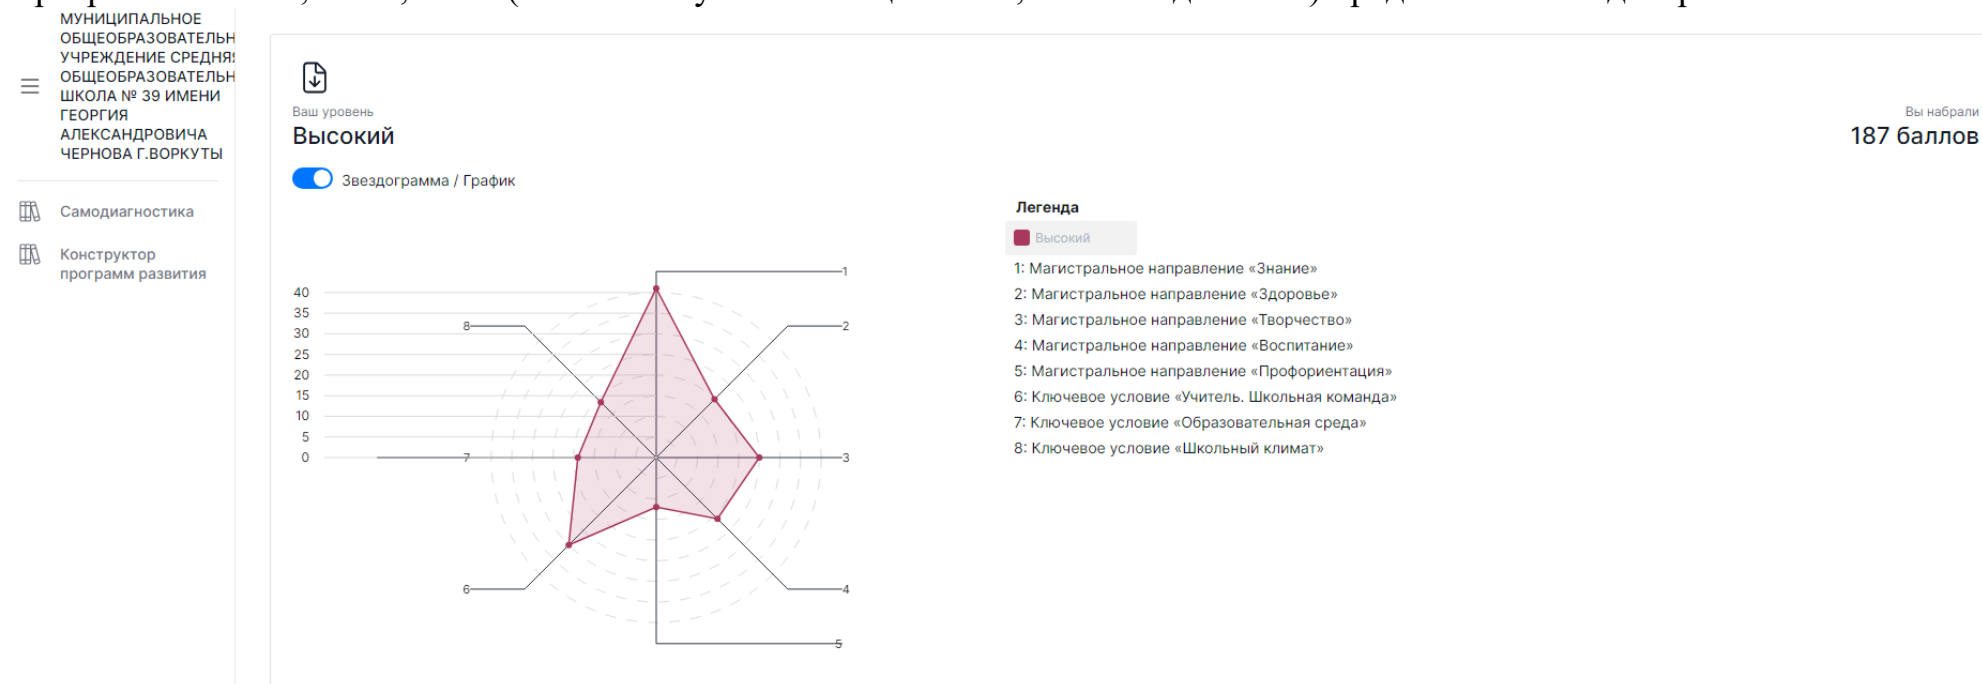 МУНИЦИПАЛЬНОЕ
ОБЩЕОБРАЗОВАТЕЛЬН
УЧРЕЖДЕНИЕ СРЕДНЯ
ОБЩЕОБРАЗОВАТЕЛЬН
ШКОЛА № 39 ИМЕНИ
ГЕОРГИЯ
АЛЕКСАНДРОВИЧА
ЧЕРНОВА Г.ВОРКУТЫ
Самодиагностика
Конструктор
программ развития
Ваш уровень
Высокий
Вы набрали
187 баллов
Звездограмма / График
40
35
30
25
20
15
10
5
0
1
2
3
4
5
6
7
8
Легенда
Высокий
1: Магистральное направление «Знание»
2: Магистральное направление «Здоровье»
3: Магистральное направление «Творчество»
4: Магистральное направление «Воспитание»
5: Магистральное направление «Профориентация»
6: Ключевое условие «Учитель. Школьная команда»
7: Ключевое условие «Образовательная среда»
8: Ключевое условие «Школьный климат»